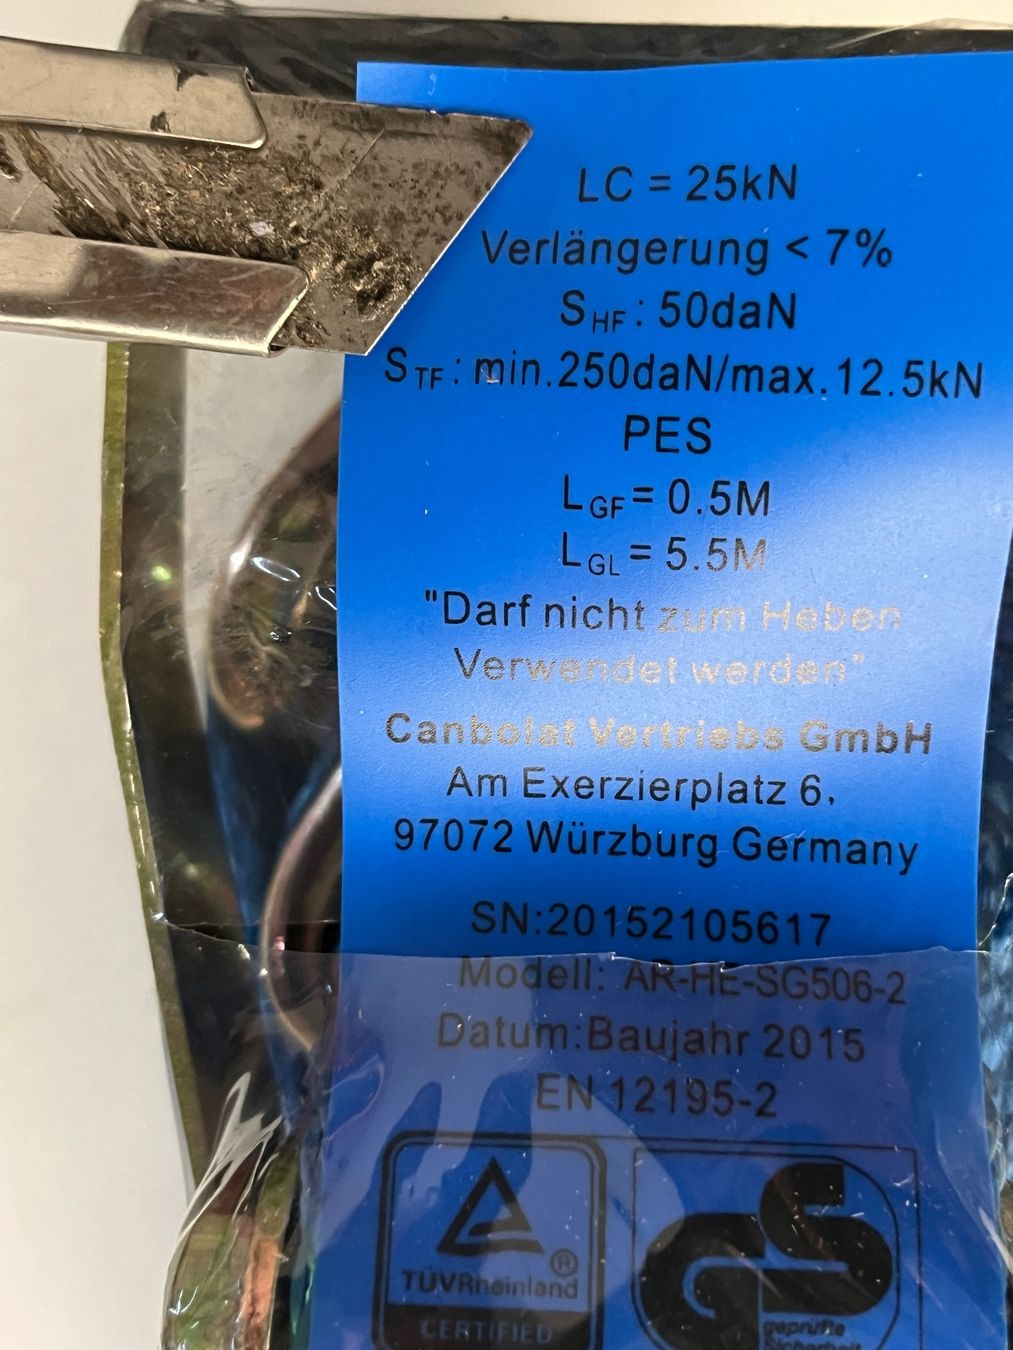 LC = 25kN
Verlängerung < 7%
SHF: 50daN
STF: min.250daN/max.12.5kN
PES
LGF = 0.5M
LGL = 5.5M
"Darf nicht zum Heben
Verwendet werden"
Canbolat Vertriebs GmbH
Am Exerzierplatz 6,
97072 Würzburg Germany
SN:20152105617
Modell: AR-HE-SG506-2
Datum:Baujahr 2015
EN 12195-2
TÜVRheinland ®
CERTIFIED
GS
geprüfte
Sicherheit